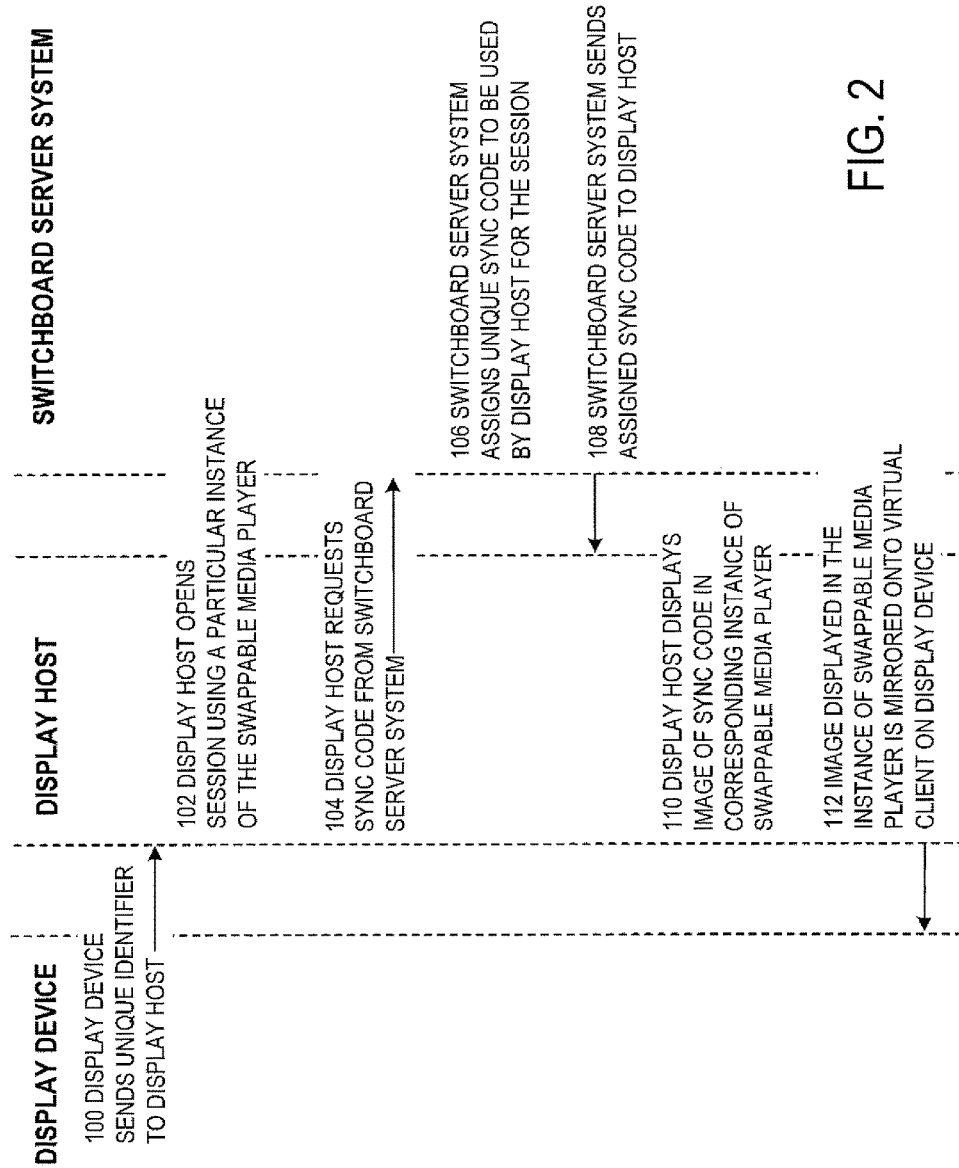 DISPLAY DEVICE
DISPLAY HOST
SWITCHBOARD SERVER SYSTEM
100 DISPLAY DEVICE
SENDS UNIQUE IDENTIFIER
TO DISPLAY HOST
102 DISPLAY HOST OPENS
SESSION USING A PARTICULAR INSTANCE
OF THE SWAPPABLE MEDIA PLAYER
104 DISPLAY HOST REQUESTS
SYNC CODE FROM SWITCHBOARD
SERVER SYSTEM
106 SWITCHBOARD SERVER SYSTEM
ASSIGNS UNIQUE SYNC CODE TO BE USED
BY DISPLAY HOST FOR THE SESSION
108 SWITCHBOARD SERVER SYSTEM SENDS
ASSIGNED SYNC CODE TO DISPLAY HOST
110 DISPLAY HOST DISPLAYS
IMAGE OF SYNC CODE IN
CORRESPONDING INSTANCE OF
SWAPPABLE MEDIA PLAYER
112 IMAGE DISPLAYED IN THE
INSTANCE OF SWAPPABLE MEDIA
PLAYER IS MIRRORED ONTO VIRTUAL
CLIENT ON DISPLAY DEVICE
FIG. 2